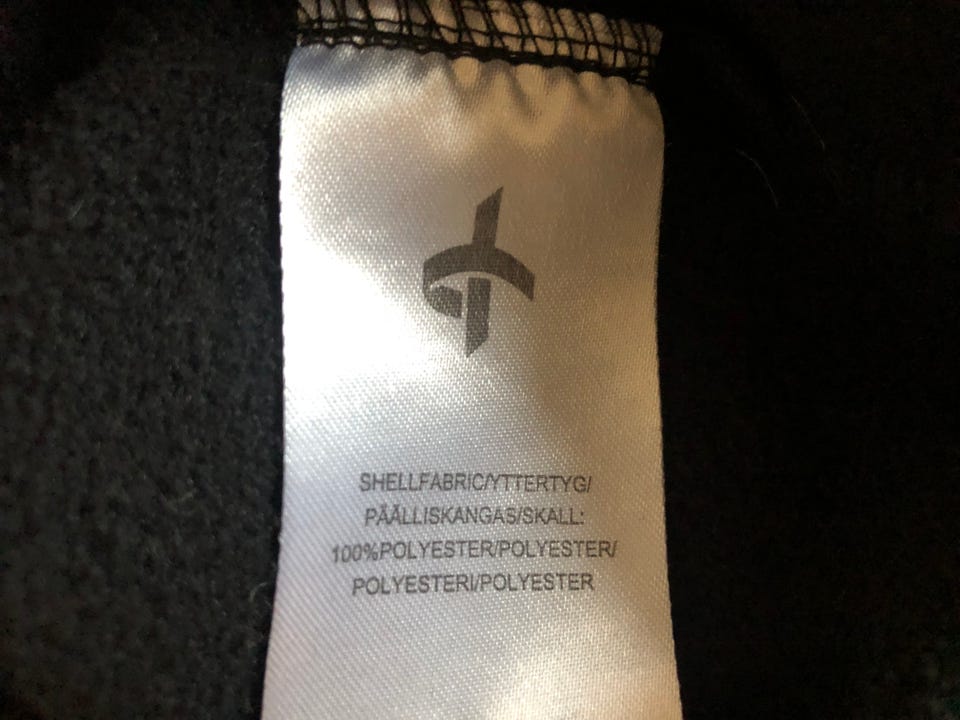 SHELLFABRIC/YTTERTYG/
PÄÄLLISKANGAS/SKALL:
100%POLYESTER/POLYESTER/
POLYESTERI/POLYESTER